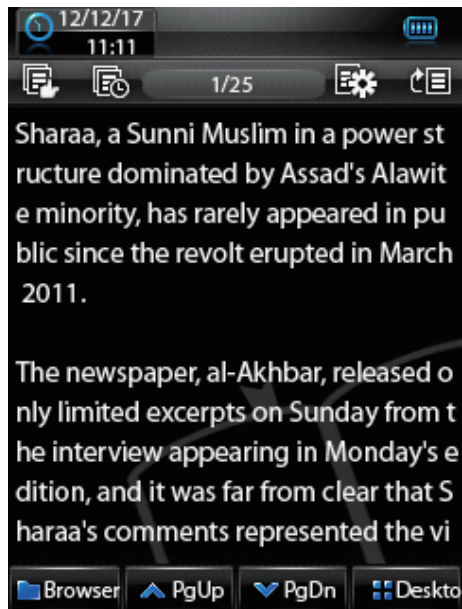 12/12/17
11:11
1/25
Sharaa, a Sunni Muslim in a power st
ructure dominated by Assad's Alawit
e minority, has rarely appeared in pu
blic since the revolt erupted in March
2011.
The newspaper, al-Akhbar, released o
nly limited excerpts on Sunday from t
he interview appearing in Monday's e
dition, and it was far from clear that S
haraa's comments represented the vi
Browser PgUp PgDn Deskto